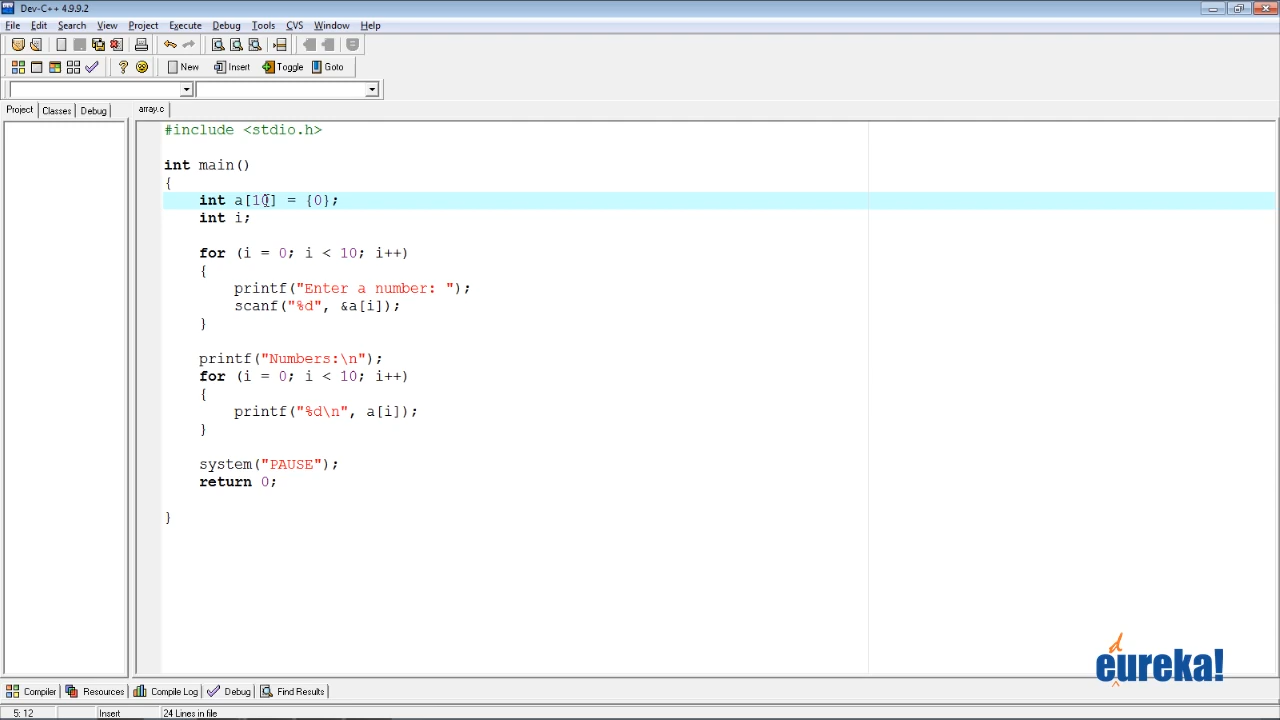 Dev-C++ 4.9.9.2
File Edit Search View Project Execute Debug Tools CVS Window Help
New Insert Toggle Goto
Project Classes Debug array.c
#include <stdio.h>
int main()
{
int a[10] = {0};
int i;
for (i = 0; i < 10; i++)
{
printf("Enter a number: ");
scanf("%d", &a[i]);
}
printf("Numbers:\n");
for (i = 0; i < 10; i++)
{
printf("%d\n", a[i]);
}
system("PAUSE");
return 0;
}
edureka!
Compiler Resources Compile Log Debug Find Results
5: 12 Insert 24 Lines in file